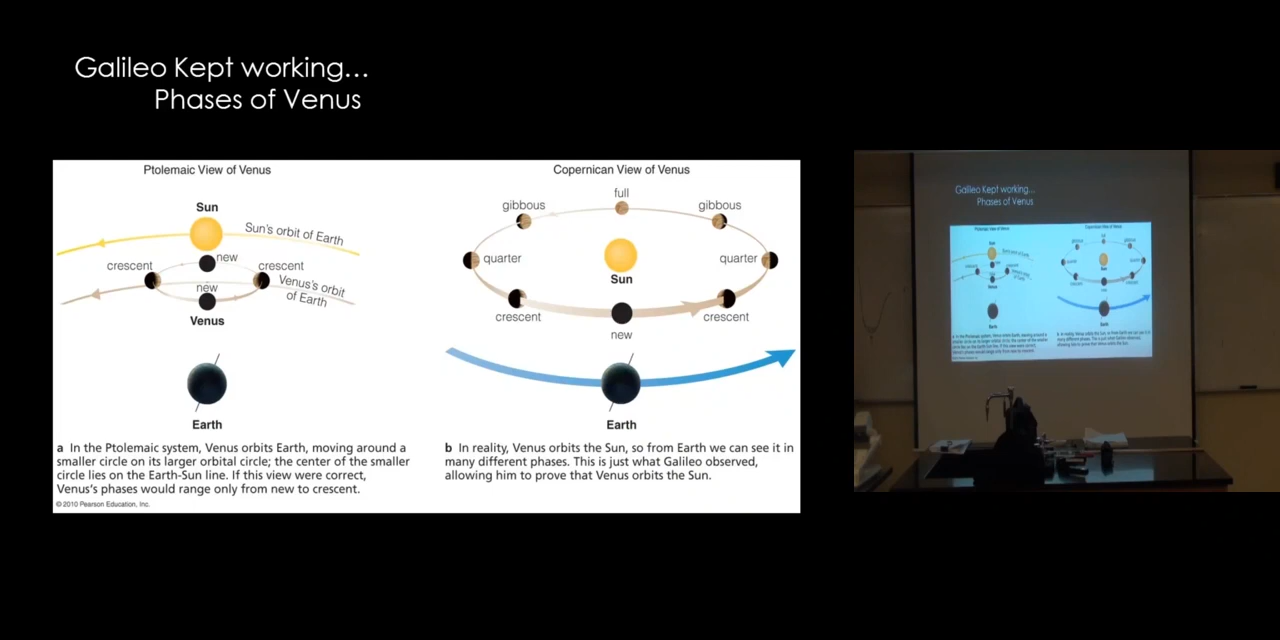 Galileo Kept working...
Phases of Venus
Ptolemaic View of Venus
Sun
Sun's orbit of Earth
new
crescent
crescent
new
Venus's orbit
of Earth
Venus
Earth
a In the Ptolemaic system, Venus orbits Earth, moving around a
smaller circle on its larger orbital circle; the center of the smaller
circle lies on the Earth-Sun line. If this view were correct,
Venus's phases would range only from new to crescent.
© 2010 Pearson Education, Inc.
Copernican View of Venus
full
gibbous
gibbous
quarter
quarter
Sun
crescent
crescent
new
Earth
b In reality, Venus orbits the Sun, so from Earth we can see it in
many different phases. This is just what Galileo observed,
allowing him to prove that Venus orbits the Sun.
Galileo Kept working...
Phases of Venus